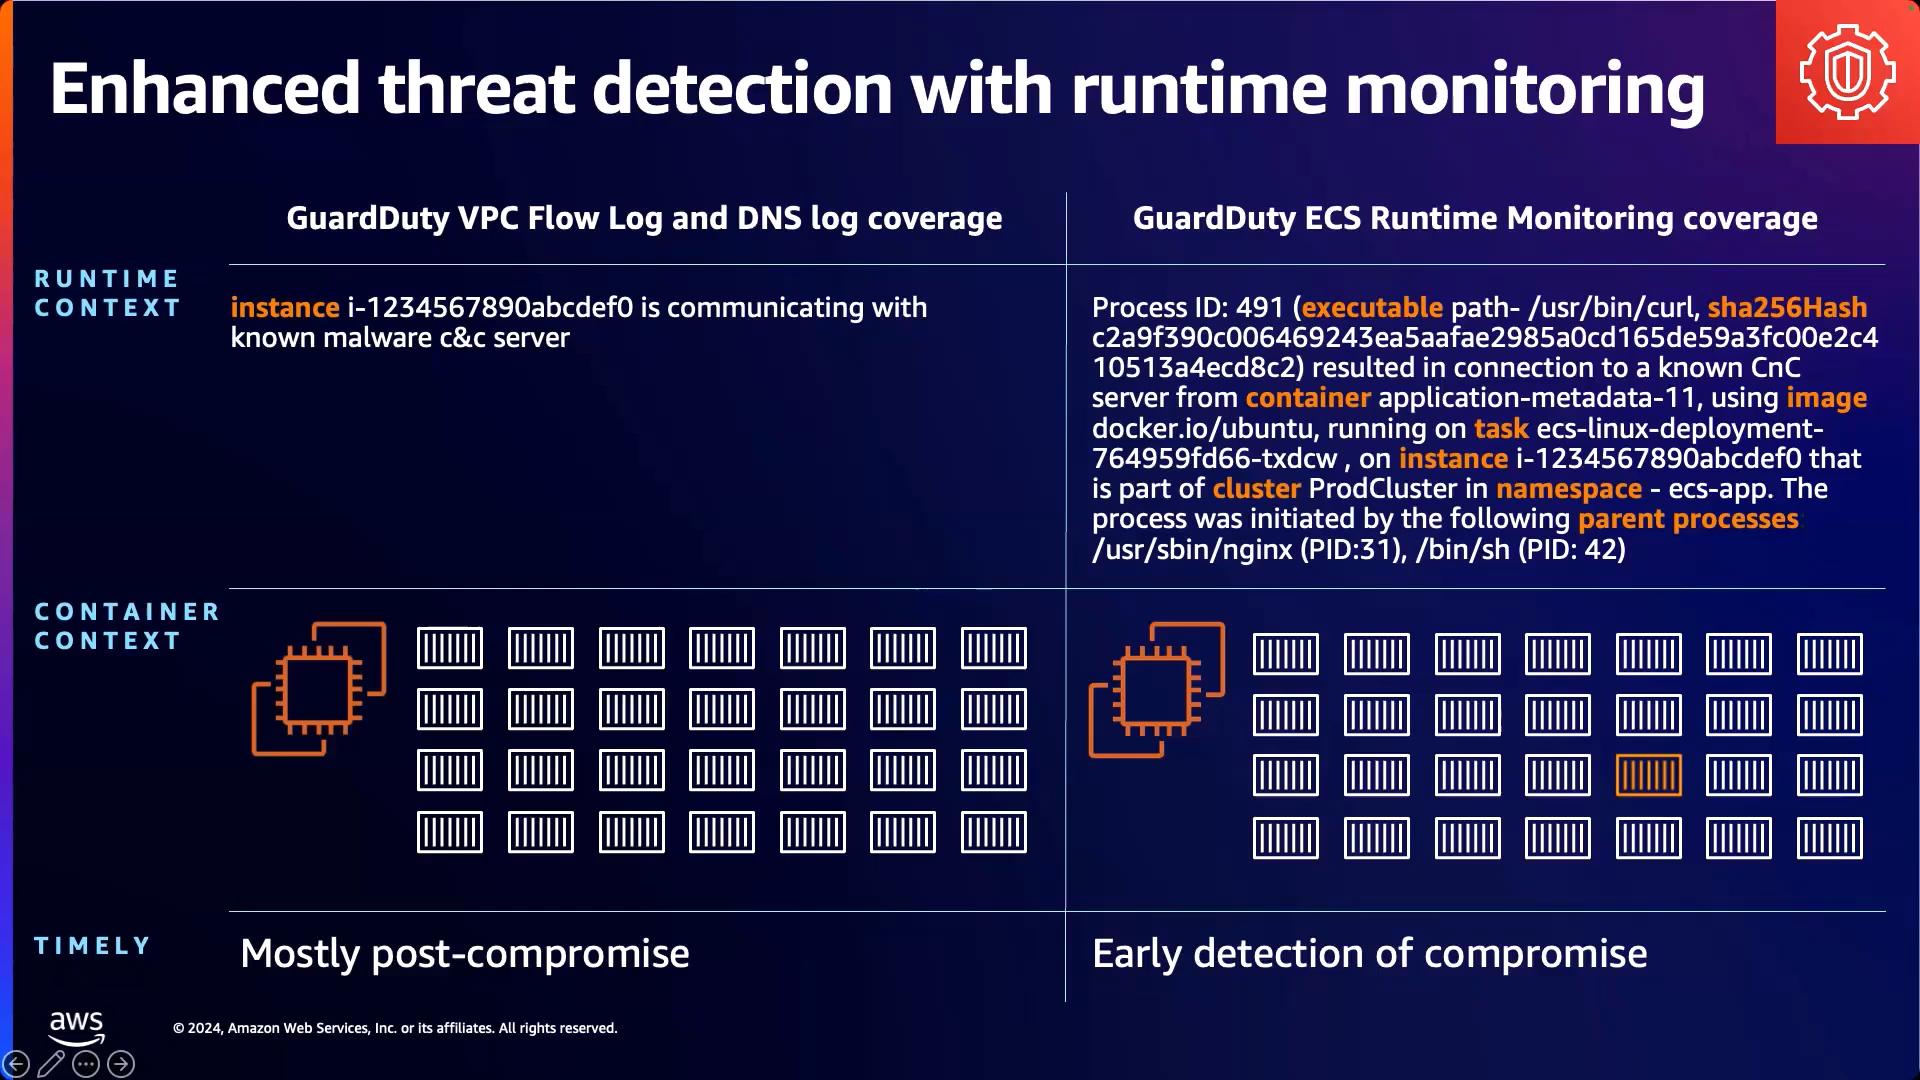 Enhanced threat detection with runtime monitoring
GuardDuty VPC Flow Log and DNS log coverage
GuardDuty ECS Runtime Monitoring coverage
RUNTIME
CONTEXT
instance i-1234567890abcdef0 is communicating with
known malware c&c server
Process ID: 491 (executable path- /usr/bin/curl, sha256Hash
c2a9f390c006469243ea5aafae2985a0cd165de59a3fc00e2c4
10513a4ecd8c2) resulted in connection to a known CnC
server from container application-metadata-11, using image
docker.io/ubuntu, running on task ecs-linux-deployment-
764959fd66-txdcw , on instance i-1234567890abcdef0 that
is part of cluster ProdCluster in namespace - ecs-app. The
process was initiated by the following parent processes
/usr/sbin/nginx (PID:31), /bin/sh (PID: 42)
CONTAINER
CONTEXT
TIMELY
Mostly post-compromise
Early detection of compromise
aws
© 2024, Amazon Web Services, Inc. or its affiliates. All rights reserved.